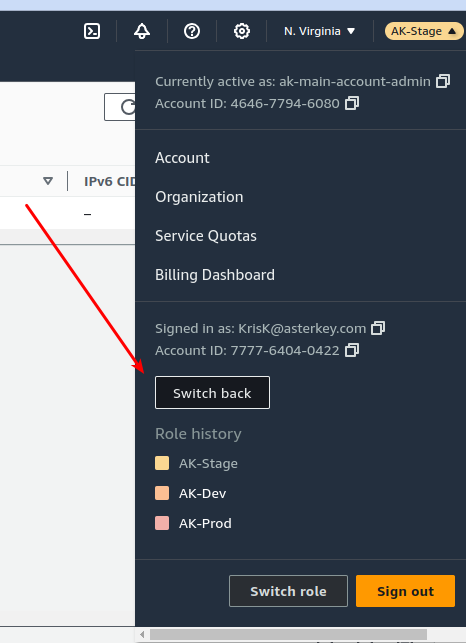 N. Virginia
AK-Stage
Currently active as: ak-main-account-admin
Account ID: 4646-7794-6080
IPv6 CID
–
Account
Organization
Service Quotas
Billing Dashboard
Signed in as: KrisK@asterkey.com
Account ID: 7777-6404-0422
Switch back
Role history
AK-Stage
AK-Dev
AK-Prod
Switch role
Sign out